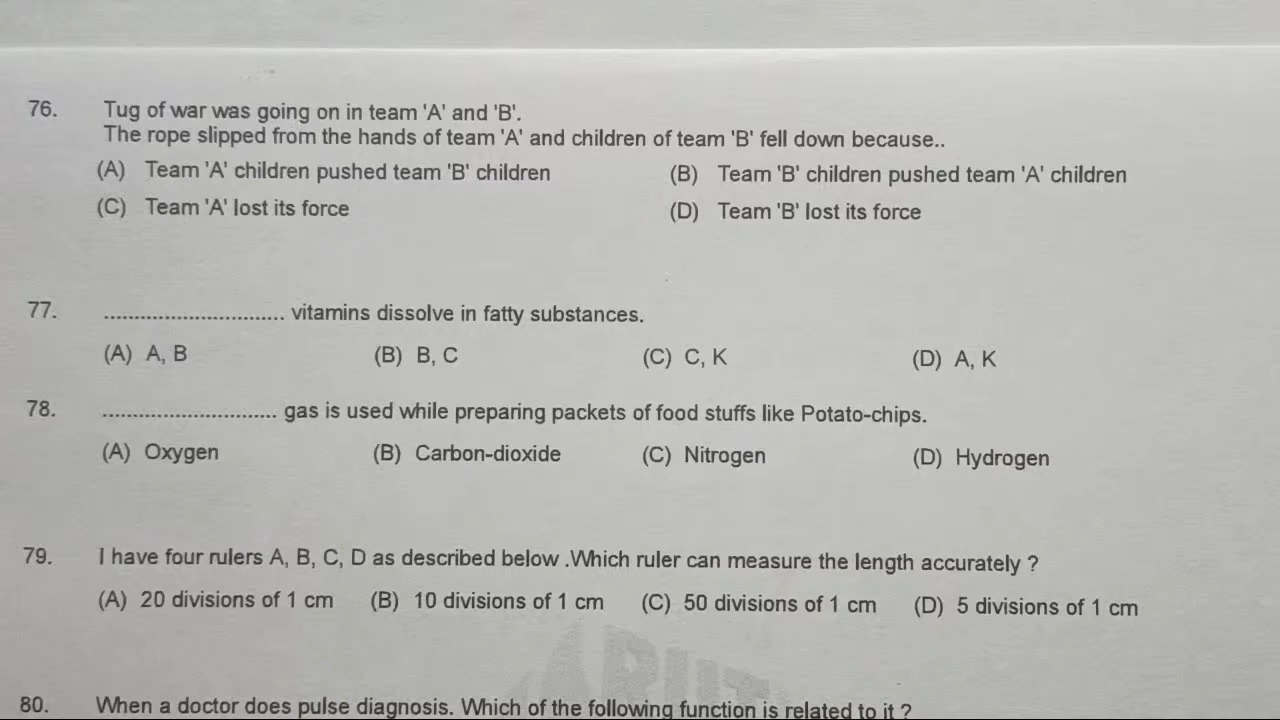 76. Tug of war was going on in team 'A' and 'B'.
The rope slipped from the hands of team 'A' and children of team 'B' fell down because..
(A) Team 'A' children pushed team 'B' children (B) Team 'B' children pushed team 'A' children
(C) Team 'A' lost its force (D) Team 'B' lost its force
77. .............................. vitamins dissolve in fatty substances.
(A) A, B (B) B, C (C) C, K (D) A, K
78. ............................. gas is used while preparing packets of food stuffs like Potato-chips.
(A) Oxygen (B) Carbon-dioxide (C) Nitrogen (D) Hydrogen
79. I have four rulers A, B, C, D as described below .Which ruler can measure the length accurately ?
(A) 20 divisions of 1 cm (B) 10 divisions of 1 cm (C) 50 divisions of 1 cm (D) 5 divisions of 1 cm
80. When a doctor does pulse diagnosis. Which of the following function is related to it ?